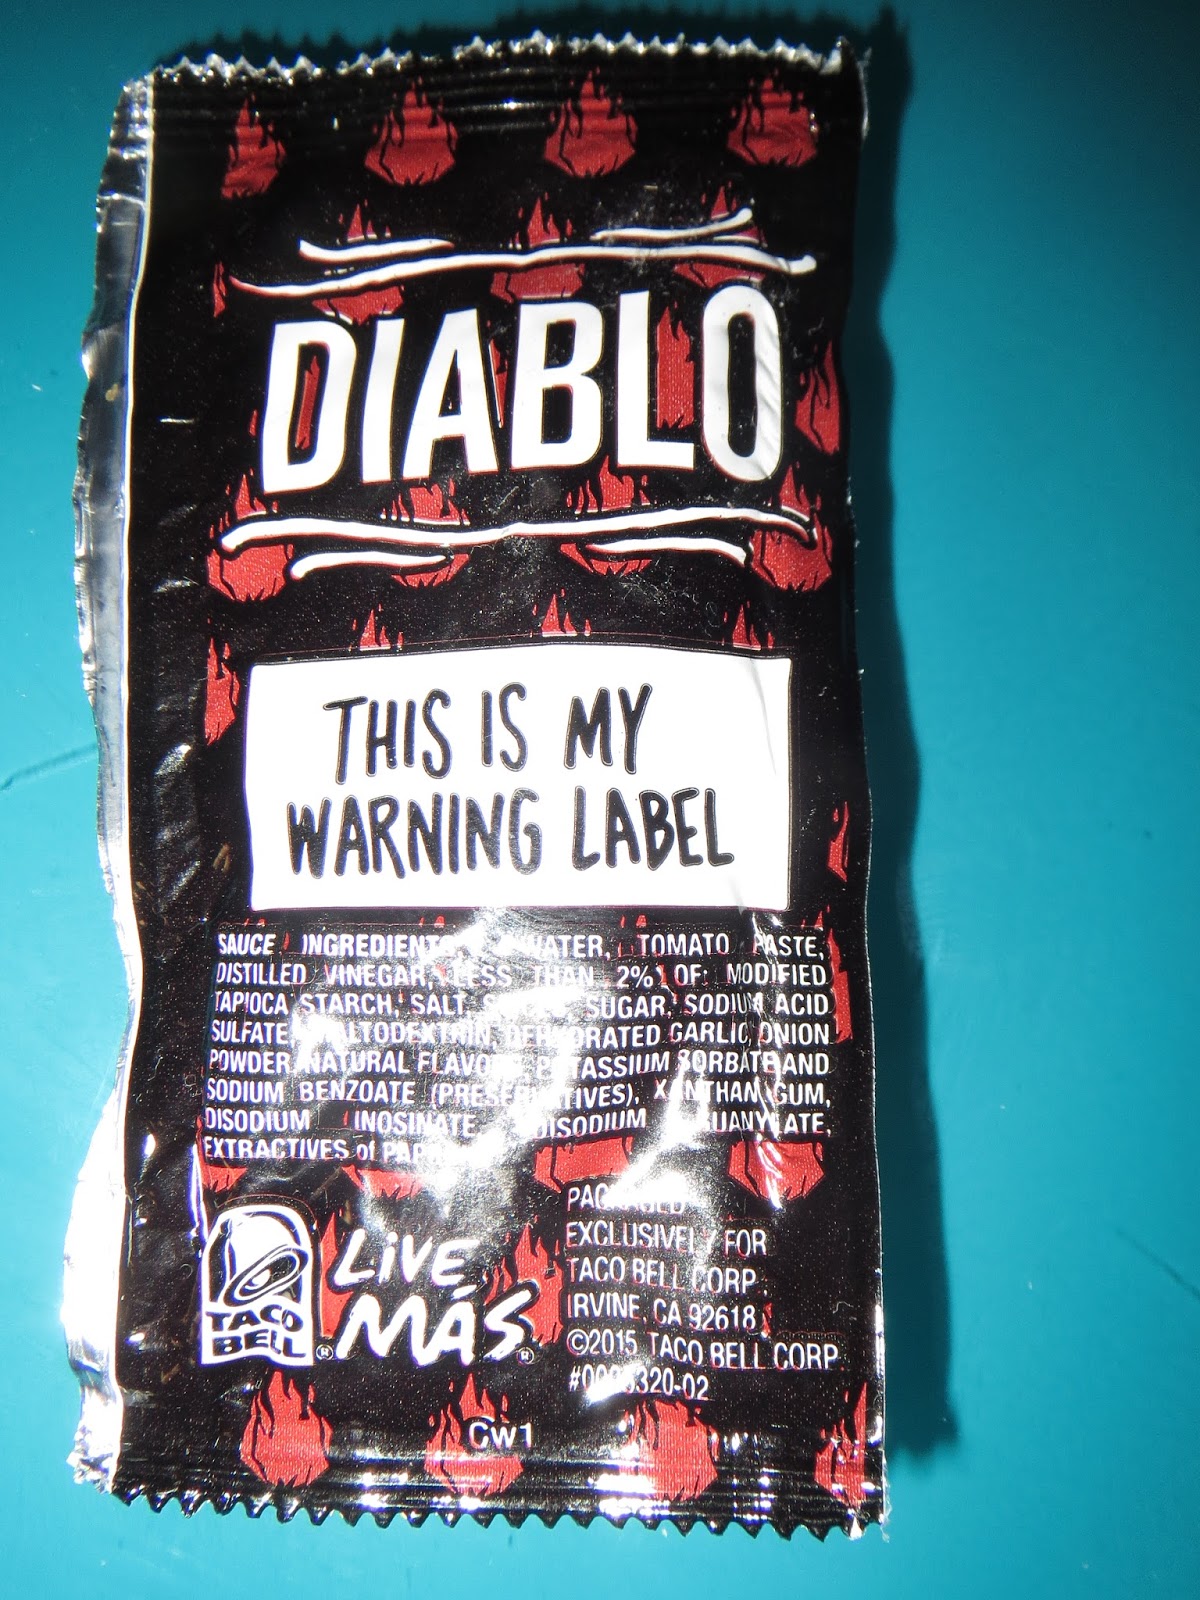 DIABLO
THIS IS MY
WARNING LABEL
SAUCE INGREDIENTS WATER, TOMATO PASTE,
DISTILLED VINEGAR, LESS THAN 2% OF: MODIFIED
TAPIOCA STARCH, SALT, SUGAR, SODIUM ACID
SULFATE, MALTODEXTRIN, DEHYDRATED GARLIC, ONION
POWDER, NATURAL FLAVOR, POTASSIUM SORBATE AND
SODIUM BENZOATE (PRESERVATIVES), XANTHAN GUM,
DISODIUM INOSINATE DISODIUM GUANYLATE,
EXTRACTIVES of
TACO
BELL®
LIVE
MÁS®
PACKAGED
EXCLUSIVELY FOR
TACO BELL CORP.
IRVINE, CA 92618
©2015 TACO BELL CORP.
CW1